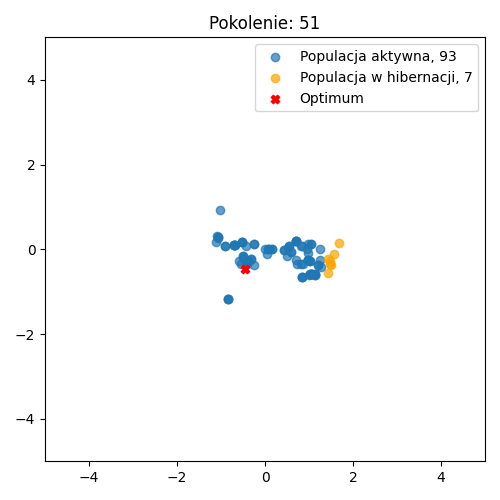 Pokolenie: 51
Populacja aktywna, 93
Populacja w hibernacji, 7
Optimum
4
2
0
−2
−4
−4
−2
0
2
4